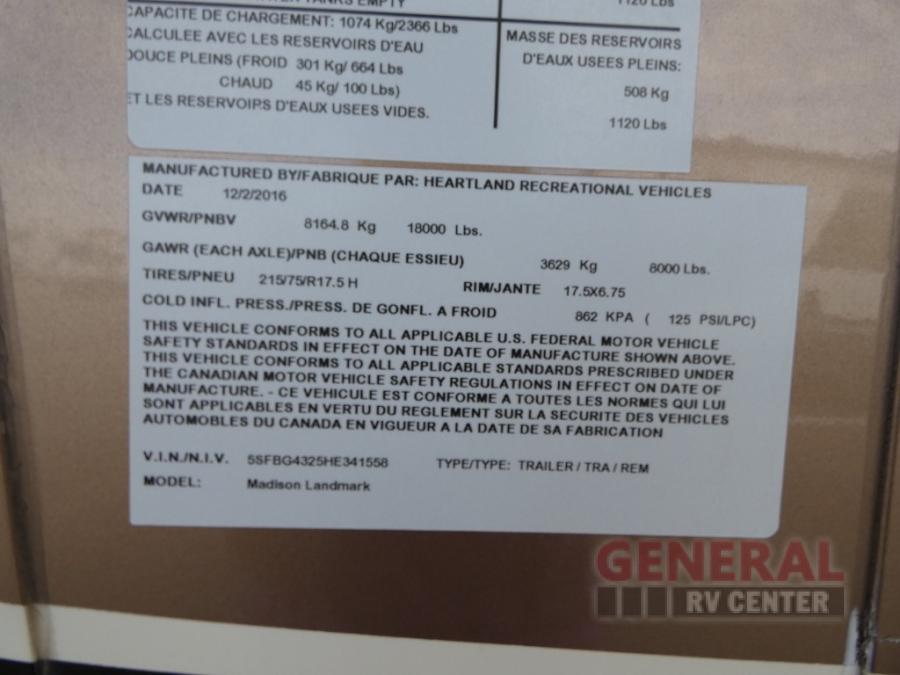 TANKS EMPTY
1120 Lbs
CAPACITE DE CHARGEMENT: 1074 Kg/2366 Lbs
CALCULEE AVEC LES RESERVOIRS D'EAU
DOUCE PLEINS (FROID 301 Kg/ 664 Lbs
CHAUD 45 Kg/ 100 Lbs)
ET LES RESERVOIRS D'EAUX USEES VIDES.
MASSE DES RESERVOIRS
D'EAUX USEES PLEINS:
508 Kg
1120 Lbs
MANUFACTURED BY/FABRIQUE PAR: HEARTLAND RECREATIONAL VEHICLES
DATE 12/2/2016
GVWR/PNBV 8164.8 Kg 18000 Lbs.
GAWR (EACH AXLE)/PNB (CHAQUE ESSIEU) 3629 Kg 8000 Lbs.
TIRES/PNEU 215/75/R17.5 H RIM/JANTE 17.5X6.75
COLD INFL. PRESS./PRESS. DE GONFL. A FROID 862 KPA ( 125 PSI/LPC)
THIS VEHICLE CONFORMS TO ALL APPLICABLE U.S. FEDERAL MOTOR VEHICLE
SAFETY STANDARDS IN EFFECT ON THE DATE OF MANUFACTURE SHOWN ABOVE.
THIS VEHICLE CONFORMS TO ALL APPLICABLE STANDARDS PRESCRIBED UNDER
THE CANADIAN MOTOR VEHICLE SAFETY REGULATIONS IN EFFECT ON DATE OF
MANUFACTURE. - CE VEHICULE EST CONFORME A TOUTES LES NORMES QUI LUI
SONT APPLICABLES EN VERTU DU REGLEMENT SUR LA SECURITE DES VEHICLES
AUTOMOBILES DU CANADA EN VIGUEUR A LA DATE DE SA FABRICATION
V.I.N./N.I.V. 5SFBG4325HE341558 TYPE/TYPE: TRAILER / TRA / REM
MODEL: Madison Landmark
GENERAL
RV CENTER